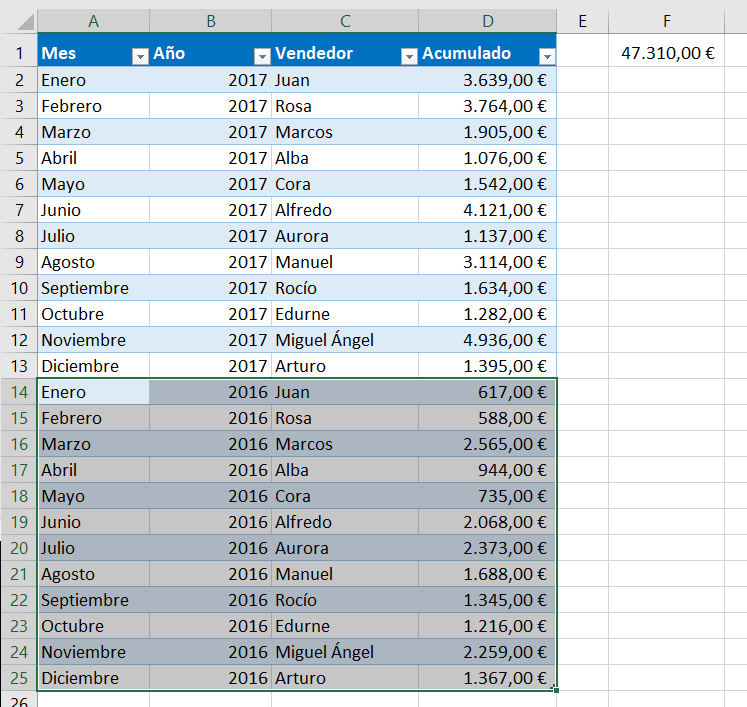 A B C D E F
1 Mes Año Vendedor Acumulado 47.310,00 €
2 Enero 2017 Juan 3.639,00 €
3 Febrero 2017 Rosa 3.764,00 €
4 Marzo 2017 Marcos 1.905,00 €
5 Abril 2017 Alba 1.076,00 €
6 Mayo 2017 Cora 1.542,00 €
7 Junio 2017 Alfredo 4.121,00 €
8 Julio 2017 Aurora 1.137,00 €
9 Agosto 2017 Manuel 3.114,00 €
10 Septiembre 2017 Rocío 1.634,00 €
11 Octubre 2017 Edurne 1.282,00 €
12 Noviembre 2017 Miguel Ángel 4.936,00 €
13 Diciembre 2017 Arturo 1.395,00 €
14 Enero 2016 Juan 617,00 €
15 Febrero 2016 Rosa 588,00 €
16 Marzo 2016 Marcos 2.565,00 €
17 Abril 2016 Alba 944,00 €
18 Mayo 2016 Cora 735,00 €
19 Junio 2016 Alfredo 2.068,00 €
20 Julio 2016 Aurora 2.373,00 €
21 Agosto 2016 Manuel 1.688,00 €
22 Septiembre 2016 Rocío 1.345,00 €
23 Octubre 2016 Edurne 1.216,00 €
24 Noviembre 2016 Miguel Ángel 2.259,00 €
25 Diciembre 2016 Arturo 1.367,00 €
26